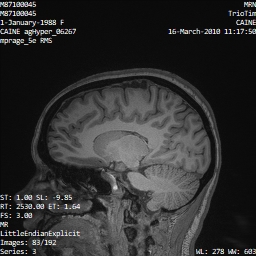 M87100045
MRN
M87100045
TrioTim
1-January-1988 F
CAINE
CAINE agHyper_06267
16-March-2010 11:17:50
mprage_5e RMS
ST: 1.00 SL: -9.85
RT: 2530.00 ET: 1.64
FS: 3.00
MR
LittleEndianExplicit
Images: 83/192
Series: 3
WL: 278 WW: 603